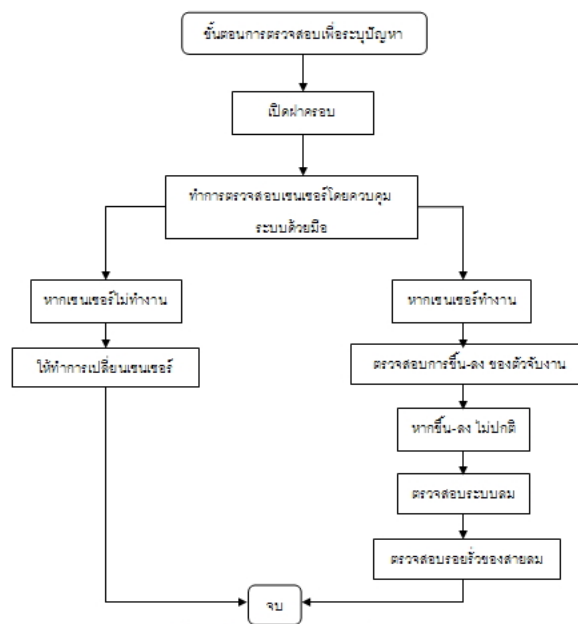 ขั้นตอนการตรวจสอบเพื่อระบุปัญหา
เปิดฝาครอบ
ทำการตรวจสอบเซนเซอร์โดยควบคุม
ระบบด้วยมือ
หากเซนเซอร์ไม่ทำงาน
หากเซนเซอร์ทำงาน
ให้ทำการเปลี่ยนเซนเซอร์
ตรวจสอบการขึ้น-ลง ของตัวจับงาน
หากขึ้น-ลง ไม่ปกติ
ตรวจสอบระบบลม
ตรวจสอบรอยรั่วของสายลม
จบ